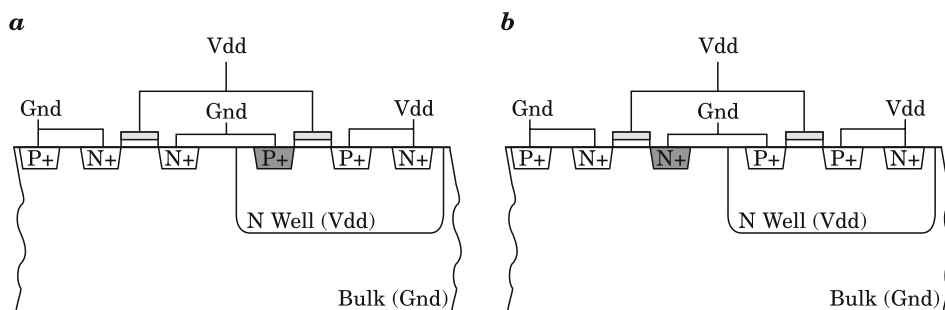 a
Vdd
Gnd
Gnd
Vdd
P+ N+ N+ P+ P+ N+
N Well (Vdd)
Bulk (Gnd)
b
Vdd
Gnd
Gnd
Vdd
P+ N+ N+ P+ P+ N+
N Well (Vdd)
Bulk (Gnd)